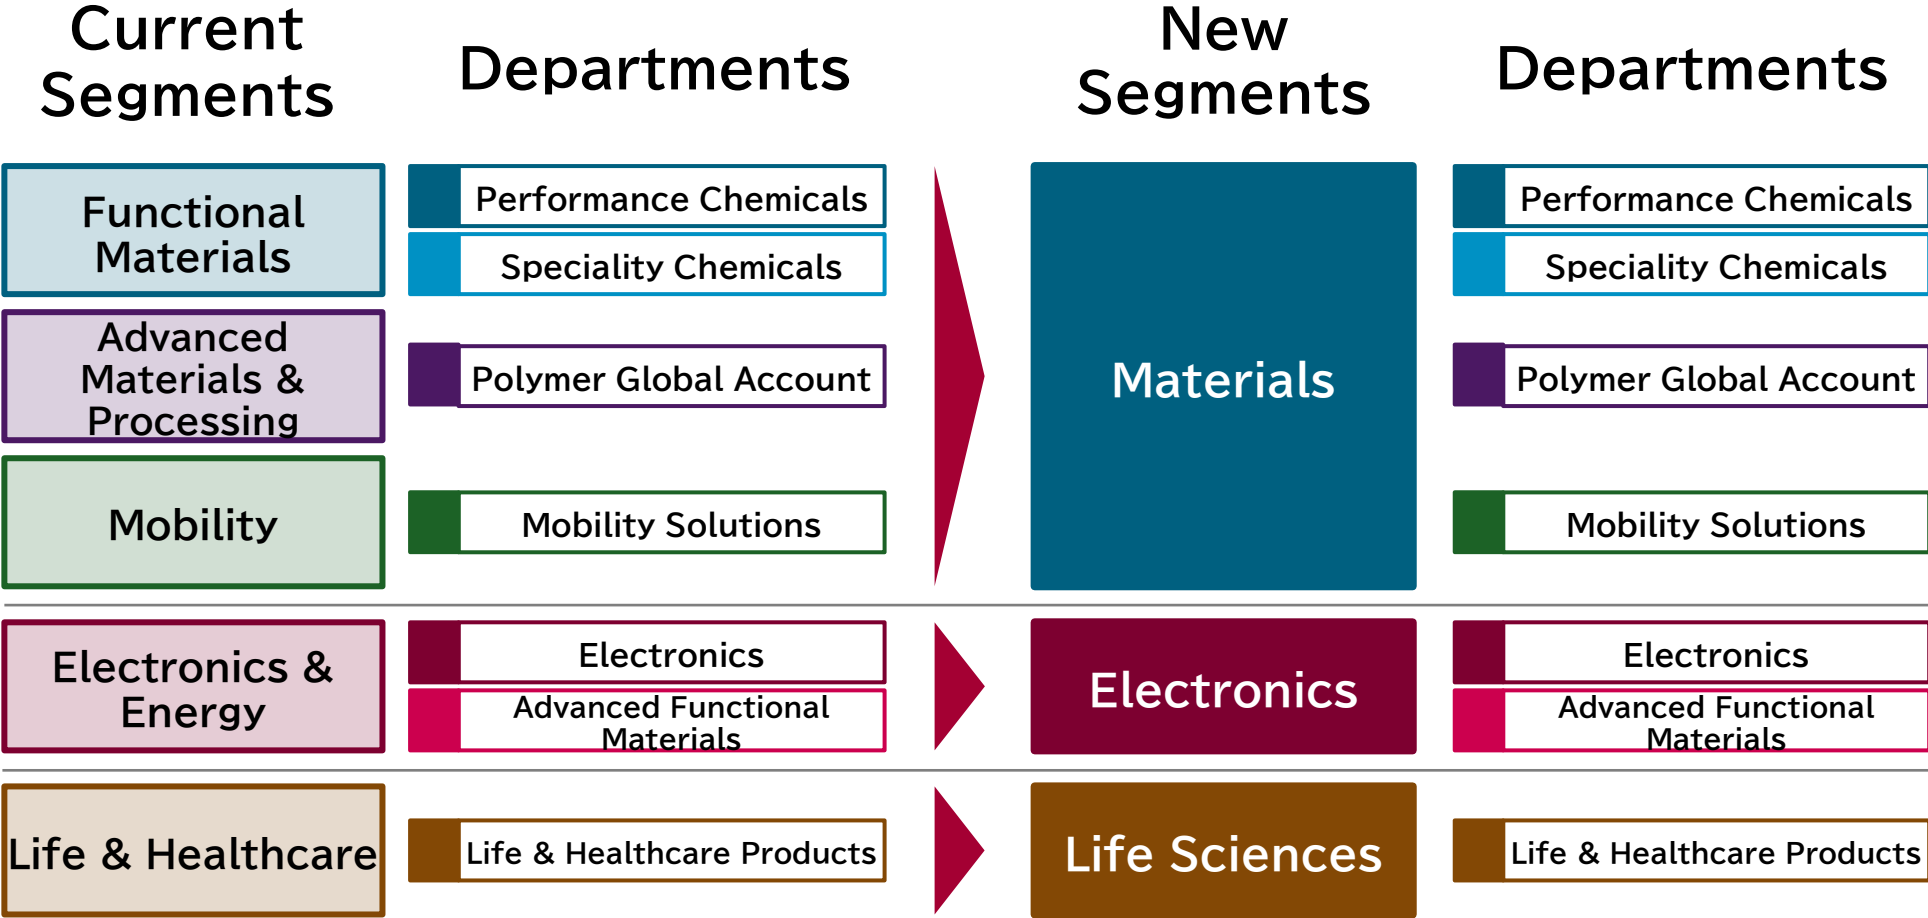 Current
Segments
Departments
New
Segments
Departments
Functional
Materials
Performance Chemicals
Speciality Chemicals
Advanced
Materials &
Processing
Polymer Global Account
Mobility
Mobility Solutions
Materials
Performance Chemicals
Speciality Chemicals
Polymer Global Account
Mobility Solutions
Electronics &
Energy
Electronics
Advanced Functional
Materials
Electronics
Electronics
Advanced Functional
Materials
Life & Healthcare
Life & Healthcare Products
Life Sciences
Life & Healthcare Products